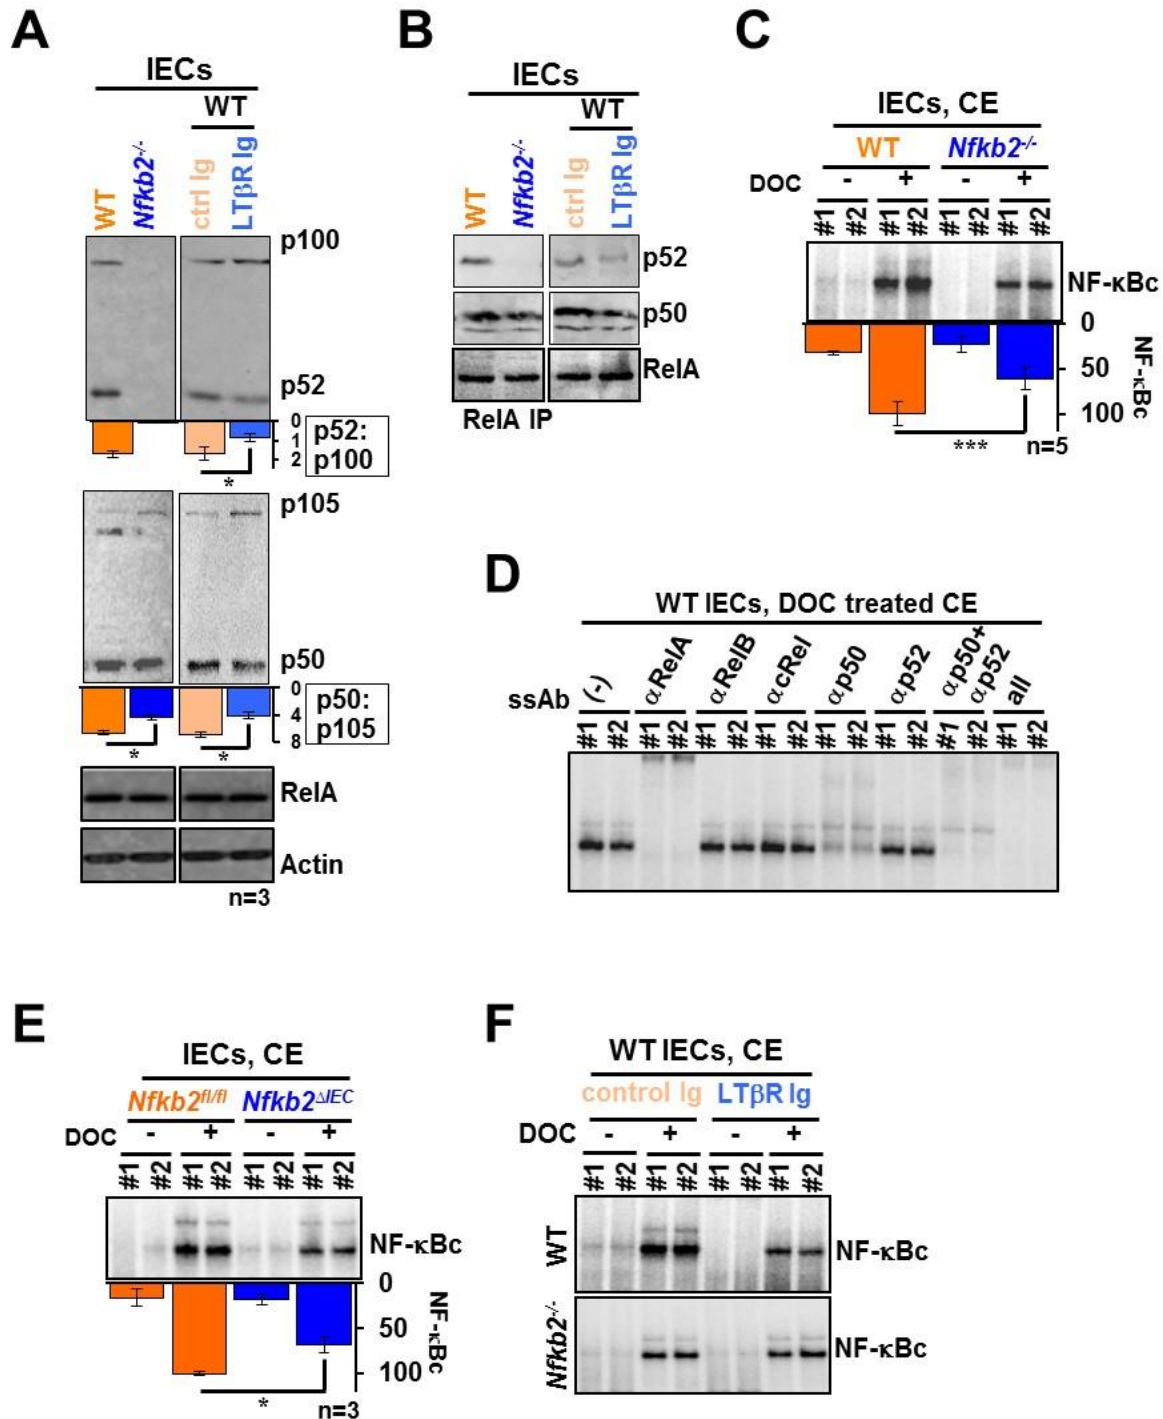 A
IECs
WT
WT
Nfkb2-/-
ctrl Ig
LTβR Ig
p100
p52
0
1
2
p52:
p100
*
p105
p50
0
4
8
p50:
p105
*
*
RelA
Actin
n=3
B
IECs
WT
WT
Nfkb2-/-
ctrl Ig
LTβR Ig
p52
p50
RelA
RelA IP
C
IECs, CE
WT
Nfkb2-/-
DOC
-
+
-
+
#1
#2
#1
#2
#1
#2
#1
#2
NF-κBc
0
50
100
NF-κBc
***
n=5
D
WT IECs, DOC treated CE
ssAb
(-)
αRelA
αRelB
αcRel
αp50
αp52
αp50+
αp52
all
#1
#2
#1
#2
#1
#2
#1
#2
#1
#2
#1
#2
#1
#2
#1
#2
E
IECs, CE
Nfkb2fl/fl
Nfkb2ΔIEC
DOC
-
+
-
+
#1
#2
#1
#2
#1
#2
#1
#2
NF-κBc
0
50
100
NF-κBc
*
n=3
F
WT IECs, CE
control Ig
LTβR Ig
DOC
-
+
-
+
#1
#2
#1
#2
#1
#2
#1
#2
WT
NF-κBc
Nfkb2-/-
NF-κBc